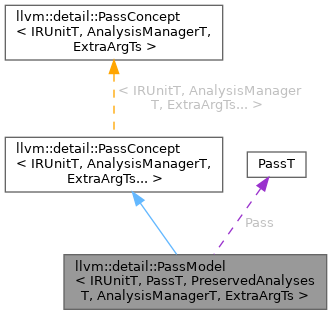 llvm::detail::PassConcept
< IRUnitT, AnalysisManagerT,
ExtraArgTs >
< IRUnitT, AnalysisManager
T, ExtraArgTs... >
llvm::detail::PassConcept
< IRUnitT, AnalysisManagerT,
ExtraArgTs... >
PassT
Pass
llvm::detail::PassModel
< IRUnitT, PassT, PreservedAnalyses
T, AnalysisManagerT, ExtraArgTs >